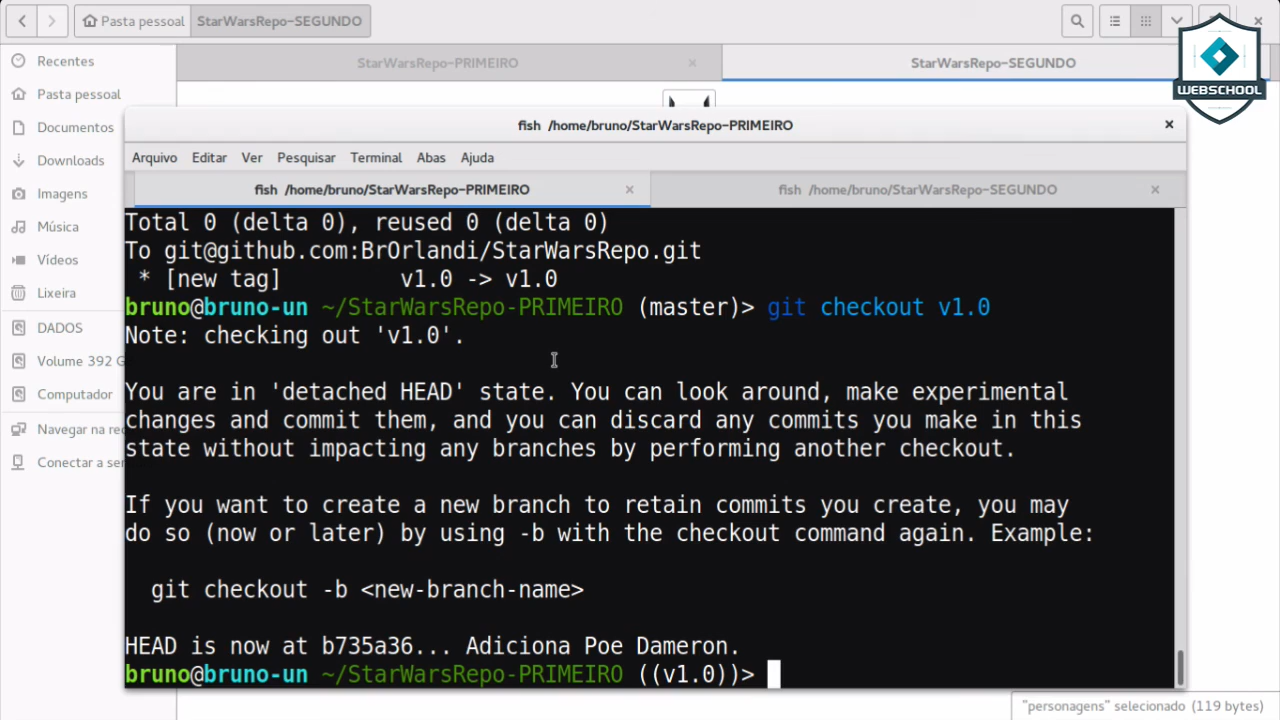 Pasta pessoal StarWarsRepo-SEGUNDO
WEBSCHOOL
Recentes
Pasta pessoal
Documentos
Downloads
Imagens
Música
Vídeos
Lixeira
DADOS
Volume 392 G
Computador
Navegar na re
Conectar a ser
StarWarsRepo-PRIMEIRO × StarWarsRepo-SEGUNDO
fish /home/bruno/StarWarsRepo-PRIMEIRO ×
Arquivo Editar Ver Pesquisar Terminal Abas Ajuda
fish /home/bruno/StarWarsRepo-PRIMEIRO × fish /home/bruno/StarWarsRepo-SEGUNDO ×
Total 0 (delta 0), reused 0 (delta 0)
To git@github.com:BrOrlandi/StarWarsRepo.git
* [new tag] v1.0 -> v1.0
bruno@bruno-un ~/StarWarsRepo-PRIMEIRO (master)> git checkout v1.0
Note: checking out 'v1.0'.
You are in 'detached HEAD' state. You can look around, make experimental
changes and commit them, and you can discard any commits you make in this
state without impacting any branches by performing another checkout.
If you want to create a new branch to retain commits you create, you may
do so (now or later) by using -b with the checkout command again. Example:
git checkout -b <new-branch-name>
HEAD is now at b735a36... Adiciona Poe Dameron.
bruno@bruno-un ~/StarWarsRepo-PRIMEIRO ((v1.0))>
"personagens" selecionado (119 bytes)